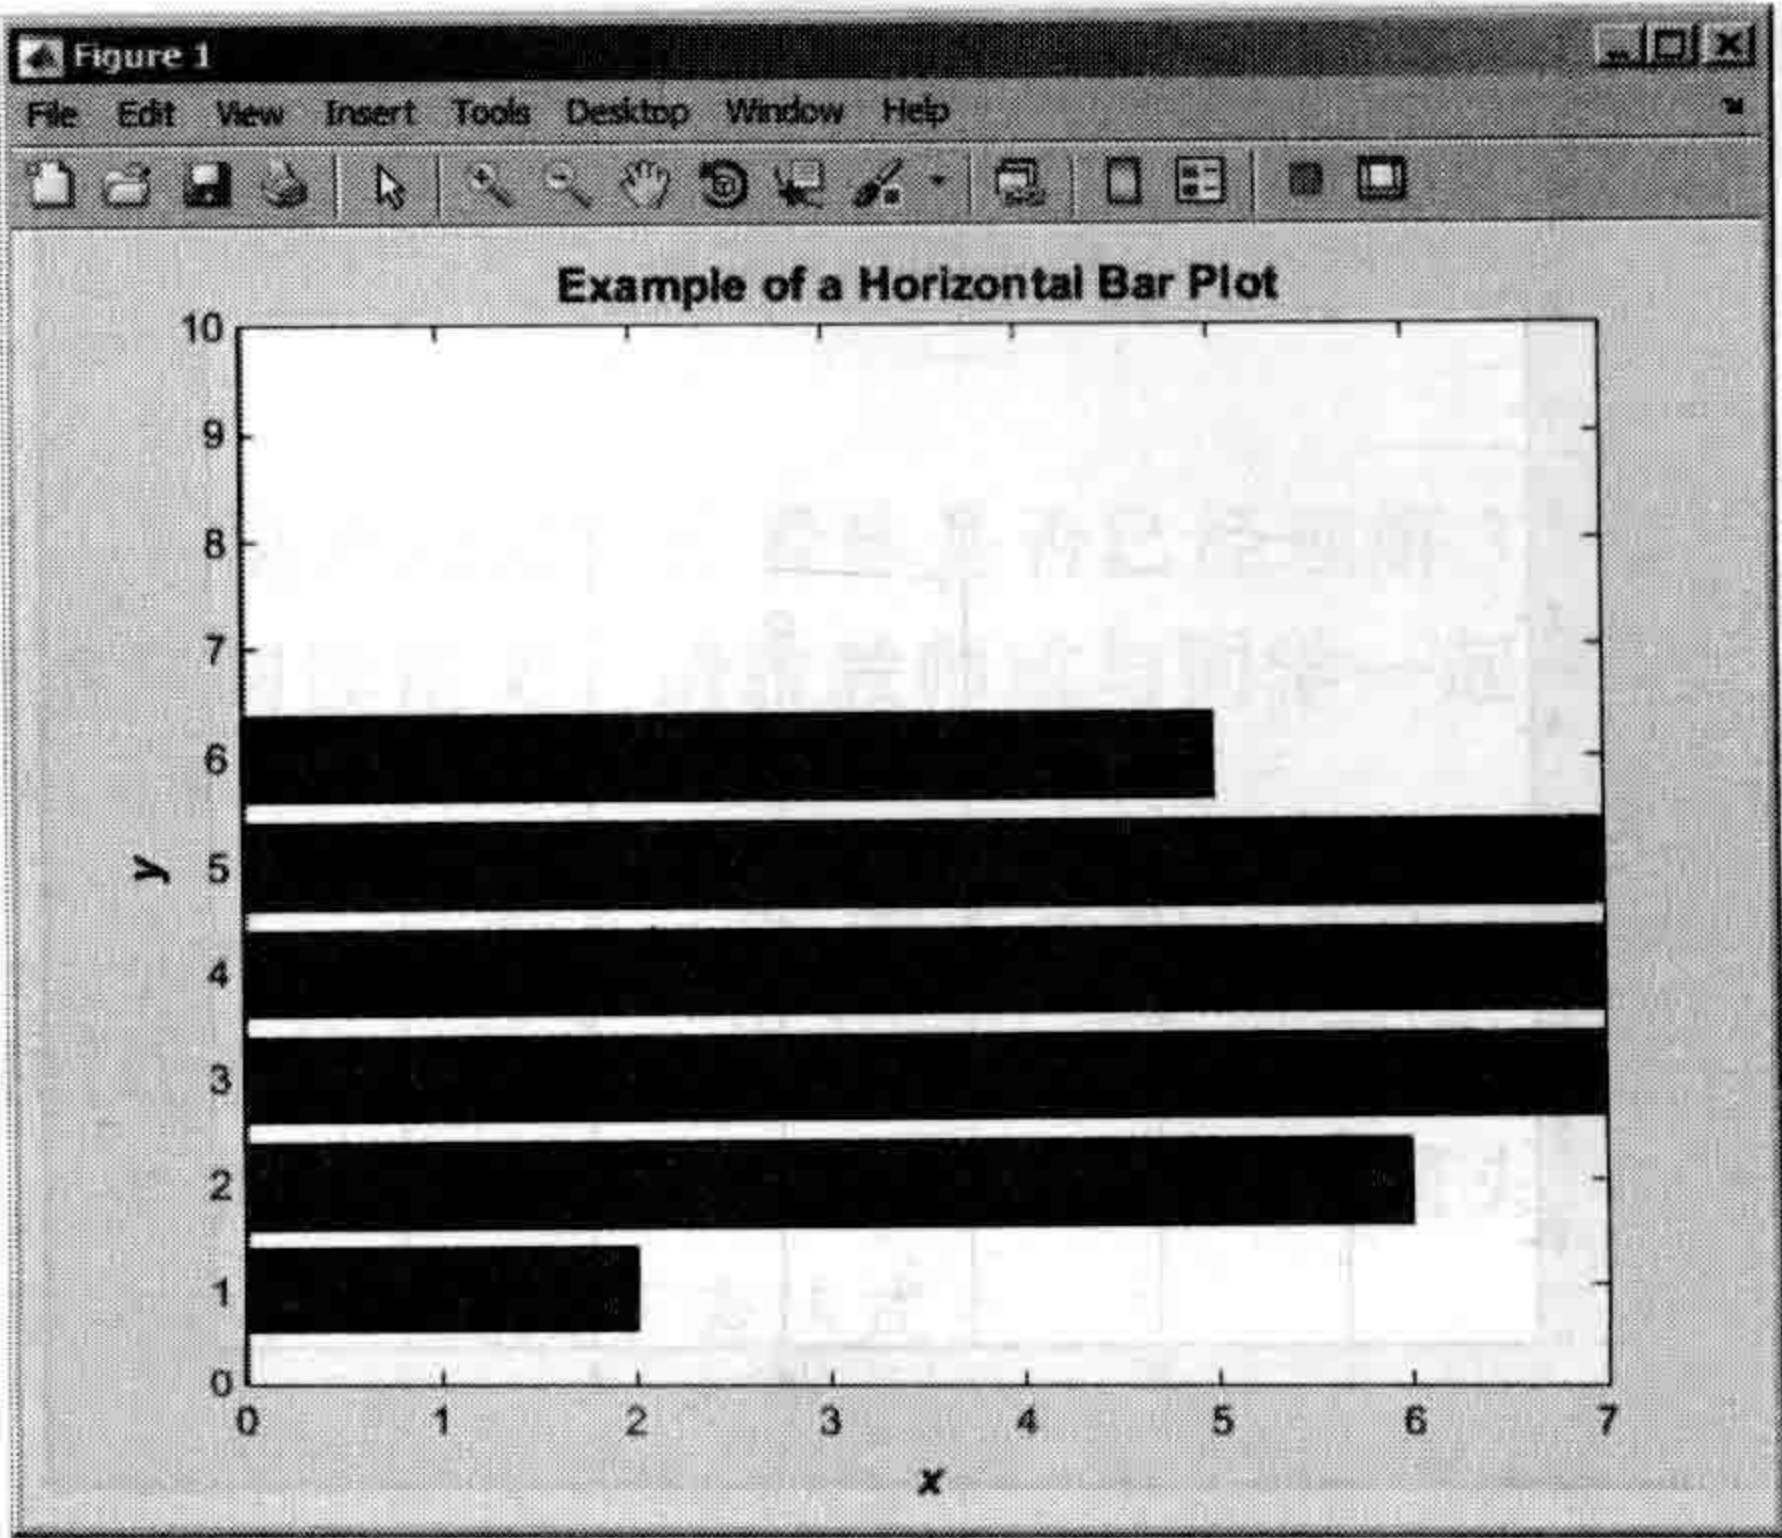 Figure 1
File Edit View Insert Tools Desktop Window Help
Example of a Horizontal Bar Plot
10
9
8
7
6
5
4
3
2
1
0
y
0 1 2 3 4 5 6 7
x